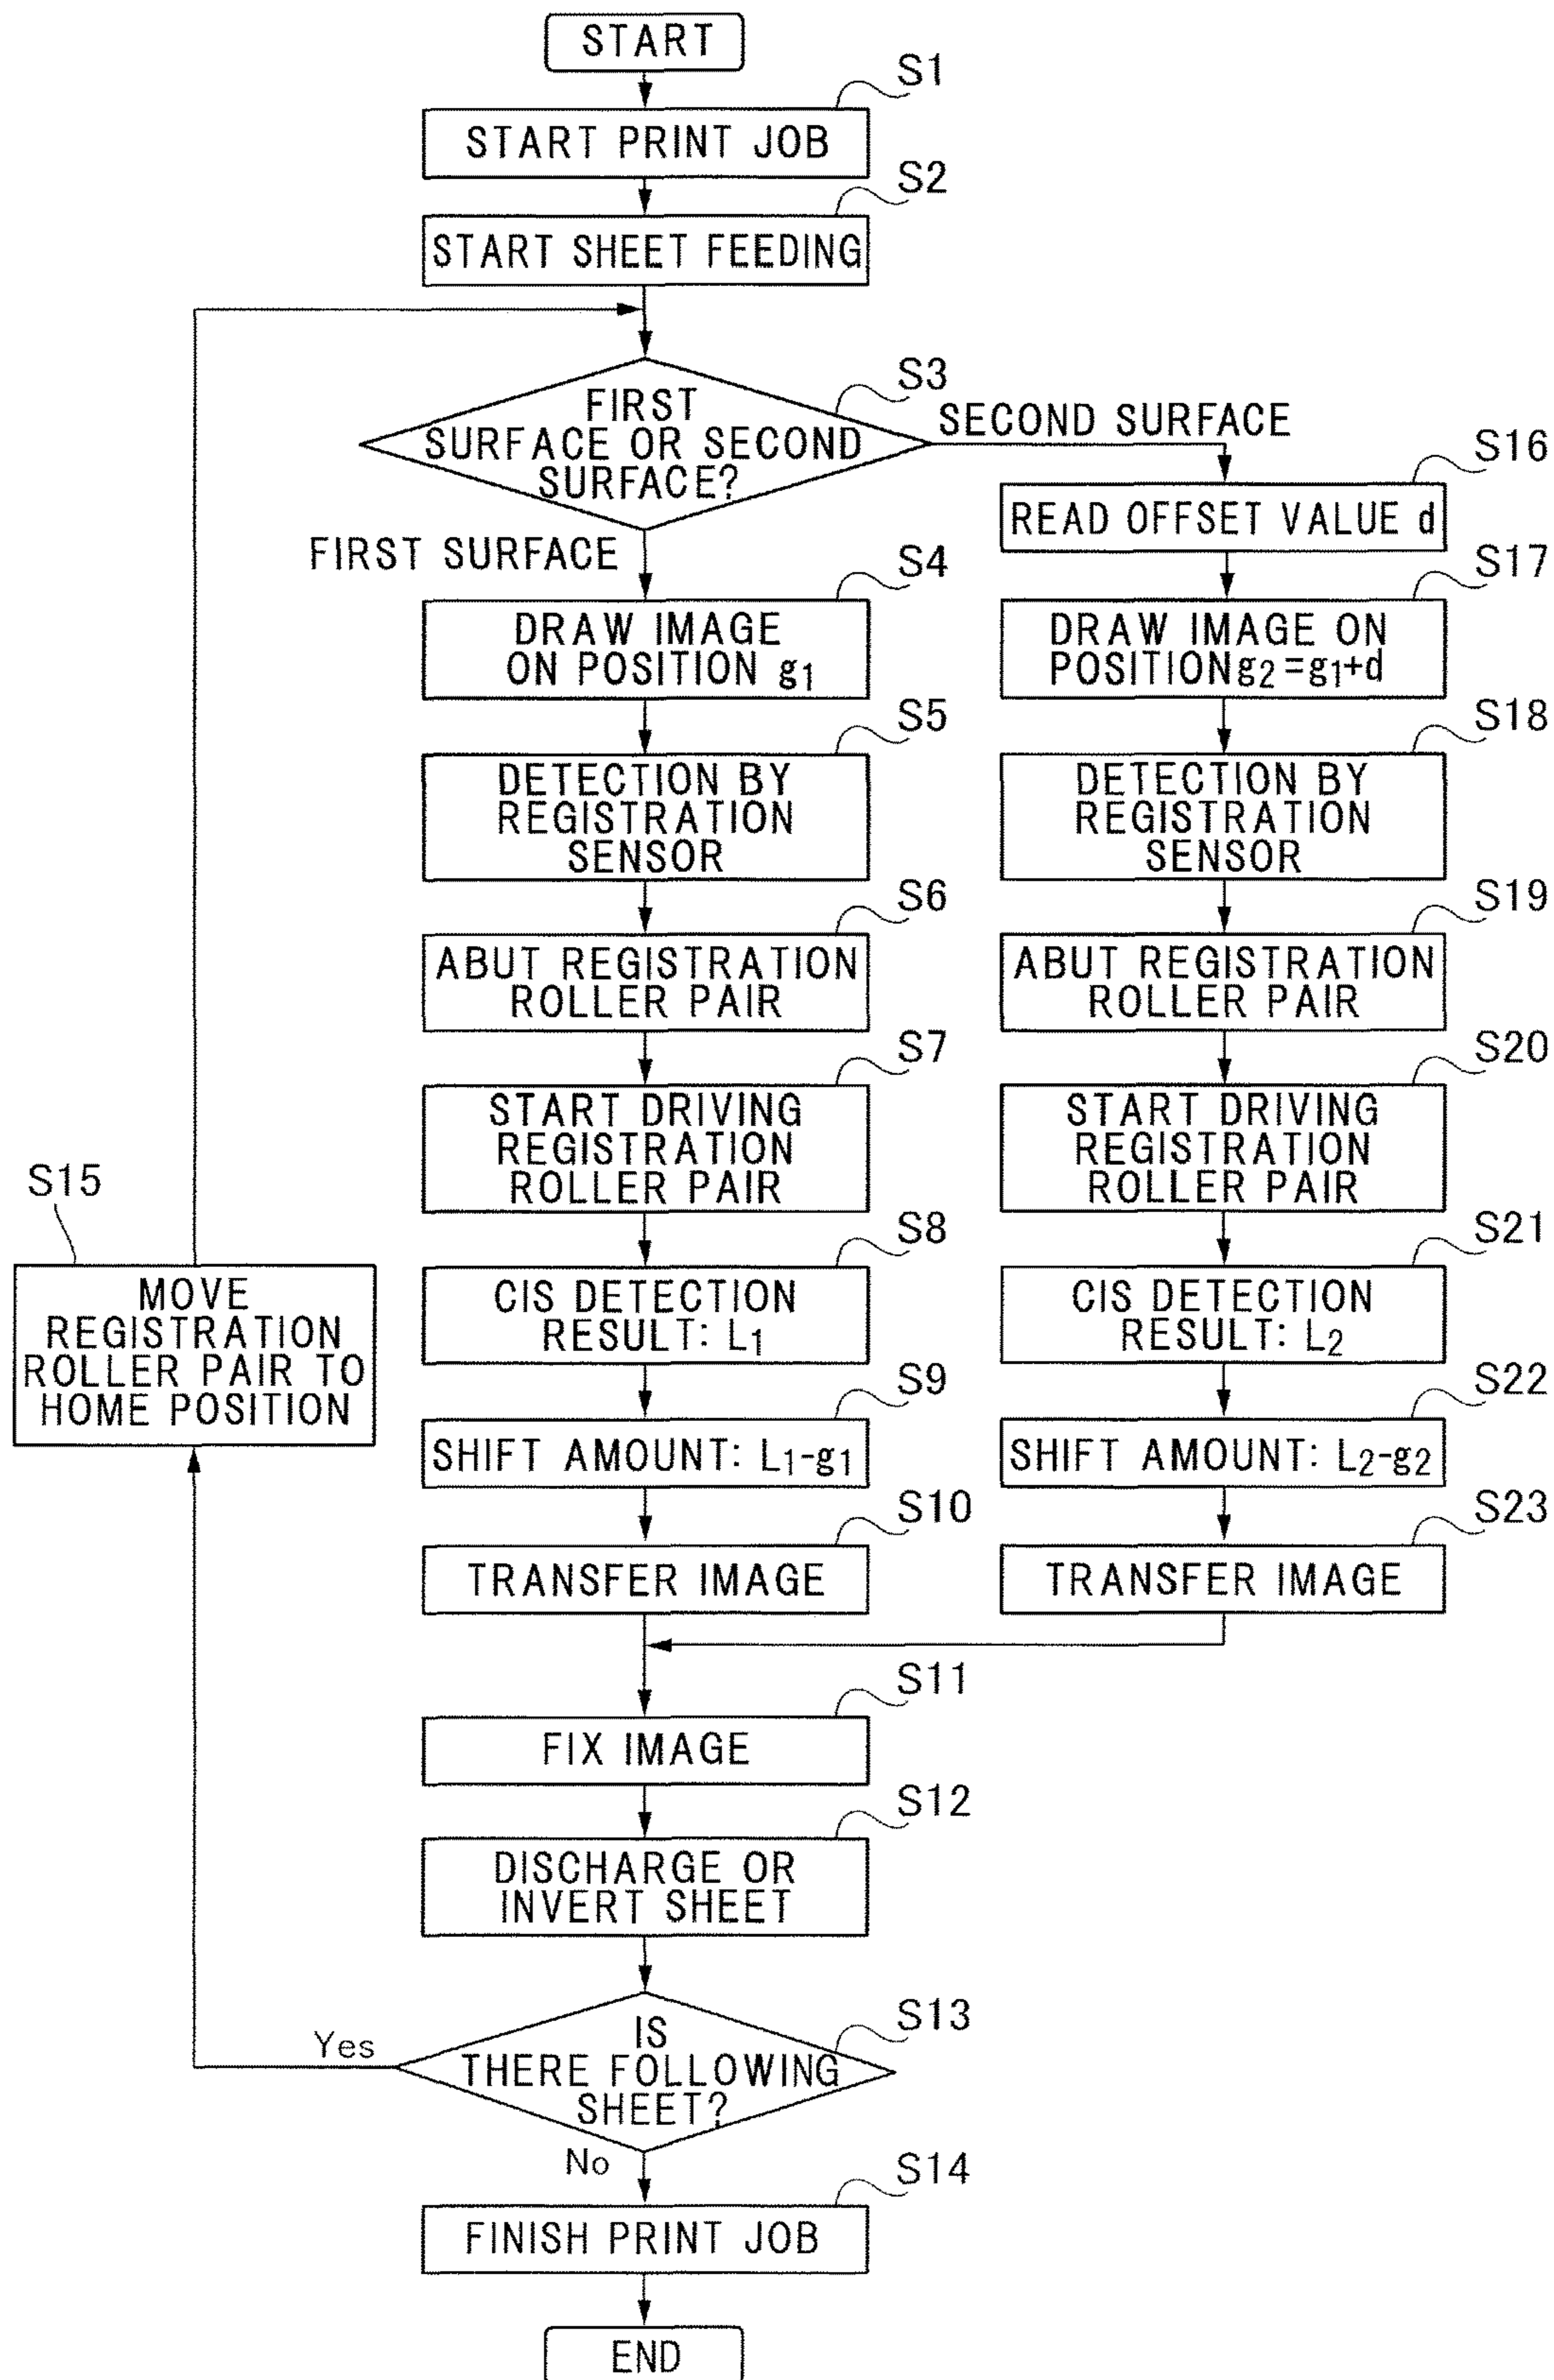 START
S1
START PRINT JOB
S2
START SHEET FEEDING
S3
FIRST
SURFACE OR SECOND
SURFACE?
SECOND SURFACE
FIRST SURFACE
S4
DRAW IMAGE
ON POSITION g1
S5
DETECTION BY
REGISTRATION
SENSOR
S6
ABUT REGISTRATION
ROLLER PAIR
S7
START DRIVING
REGISTRATION
ROLLER PAIR
S8
CIS DETECTION
RESULT: L1
S9
SHIFT AMOUNT: L1-g1
S10
TRANSFER IMAGE
S16
READ OFFSET VALUE d
S17
DRAW IMAGE ON
POSITION g2=g1+d
S18
DETECTION BY
REGISTRATION
SENSOR
S19
ABUT REGISTRATION
ROLLER PAIR
S20
START DRIVING
REGISTRATION
ROLLER PAIR
S21
CIS DETECTION
RESULT: L2
S22
SHIFT AMOUNT: L2-g2
S23
TRANSFER IMAGE
S11
FIX IMAGE
S12
DISCHARGE OR
INVERT SHEET
S13
IS
THERE FOLLOWING
SHEET?
Yes
S15
MOVE
REGISTRATION
ROLLER PAIR TO
HOME POSITION
No
S14
FINISH PRINT JOB
END